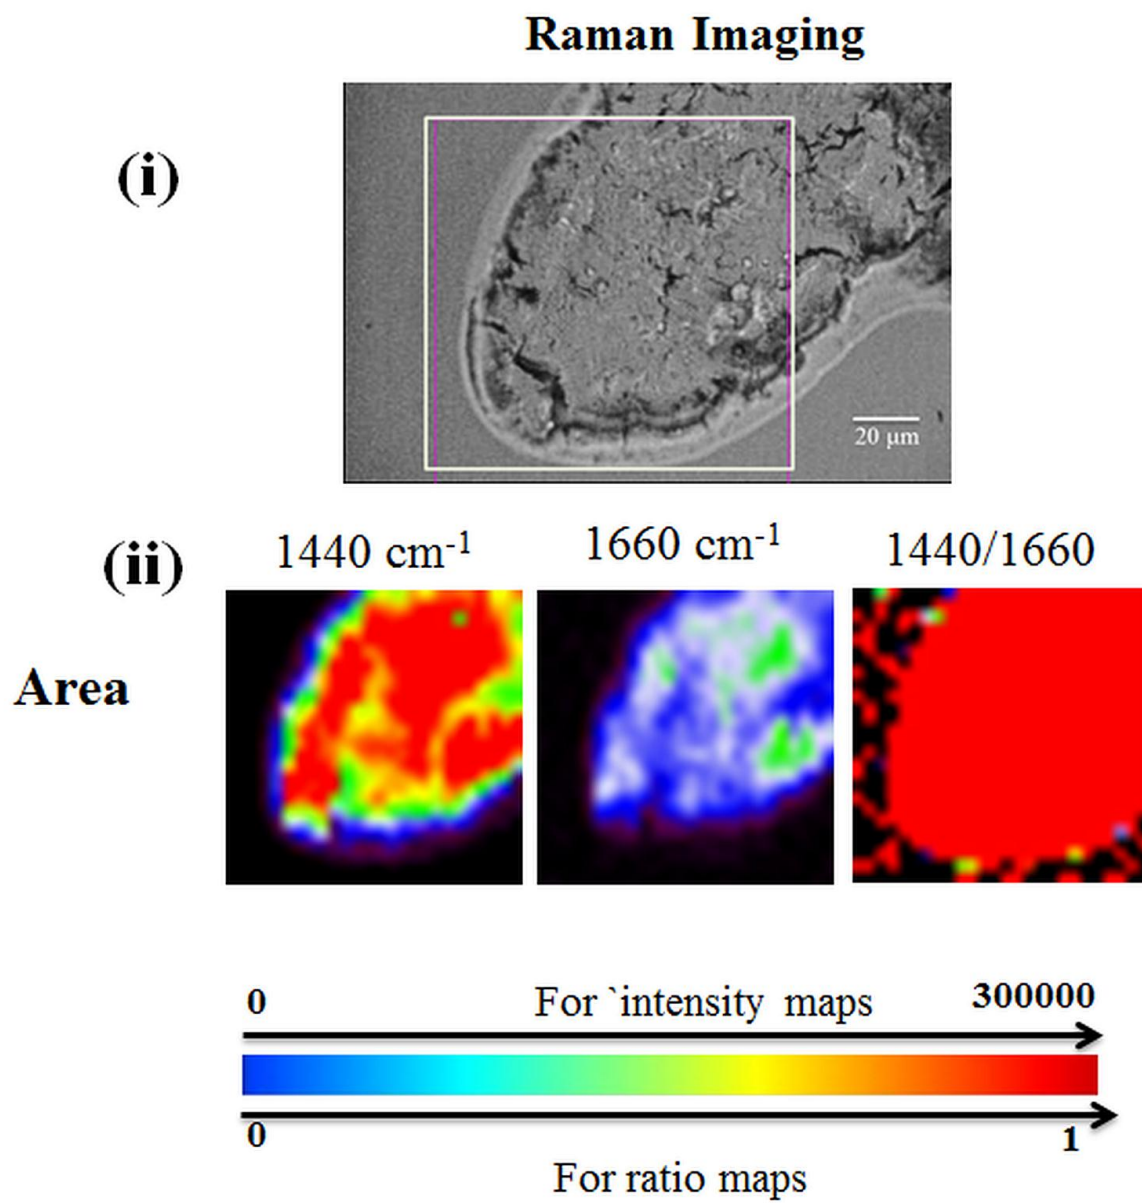 Raman Imaging
(i)
20 µm
(ii)
1440 cm-1
1660 cm-1
1440/1660
Area
0
For `intensity maps
300000
0
1
For ratio maps